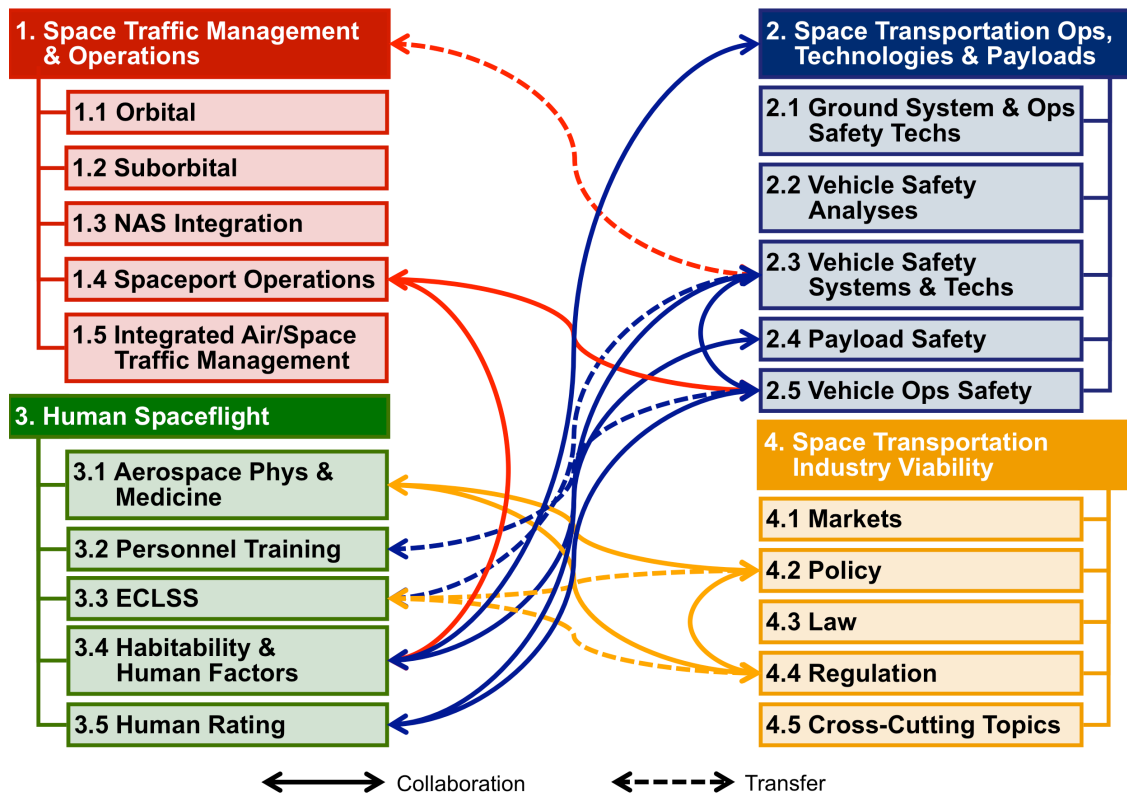 1. Space Traffic Management
& Operations
1.1 Orbital
1.2 Suborbital
1.3 NAS Integration
1.4 Spaceport Operations
1.5 Integrated Air/Space
Traffic Management
2. Space Transportation Ops,
Technologies & Payloads
2.1 Ground System & Ops
Safety Techs
2.2 Vehicle Safety
Analyses
2.3 Vehicle Safety
Systems & Techs
2.4 Payload Safety
2.5 Vehicle Ops Safety
3. Human Spaceflight
3.1 Aerospace Phys &
Medicine
3.2 Personnel Training
3.3 ECLSS
3.4 Habitability &
Human Factors
3.5 Human Rating
4. Space Transportation
Industry Viability
4.1 Markets
4.2 Policy
4.3 Law
4.4 Regulation
4.5 Cross-Cutting Topics
Collaboration
Transfer